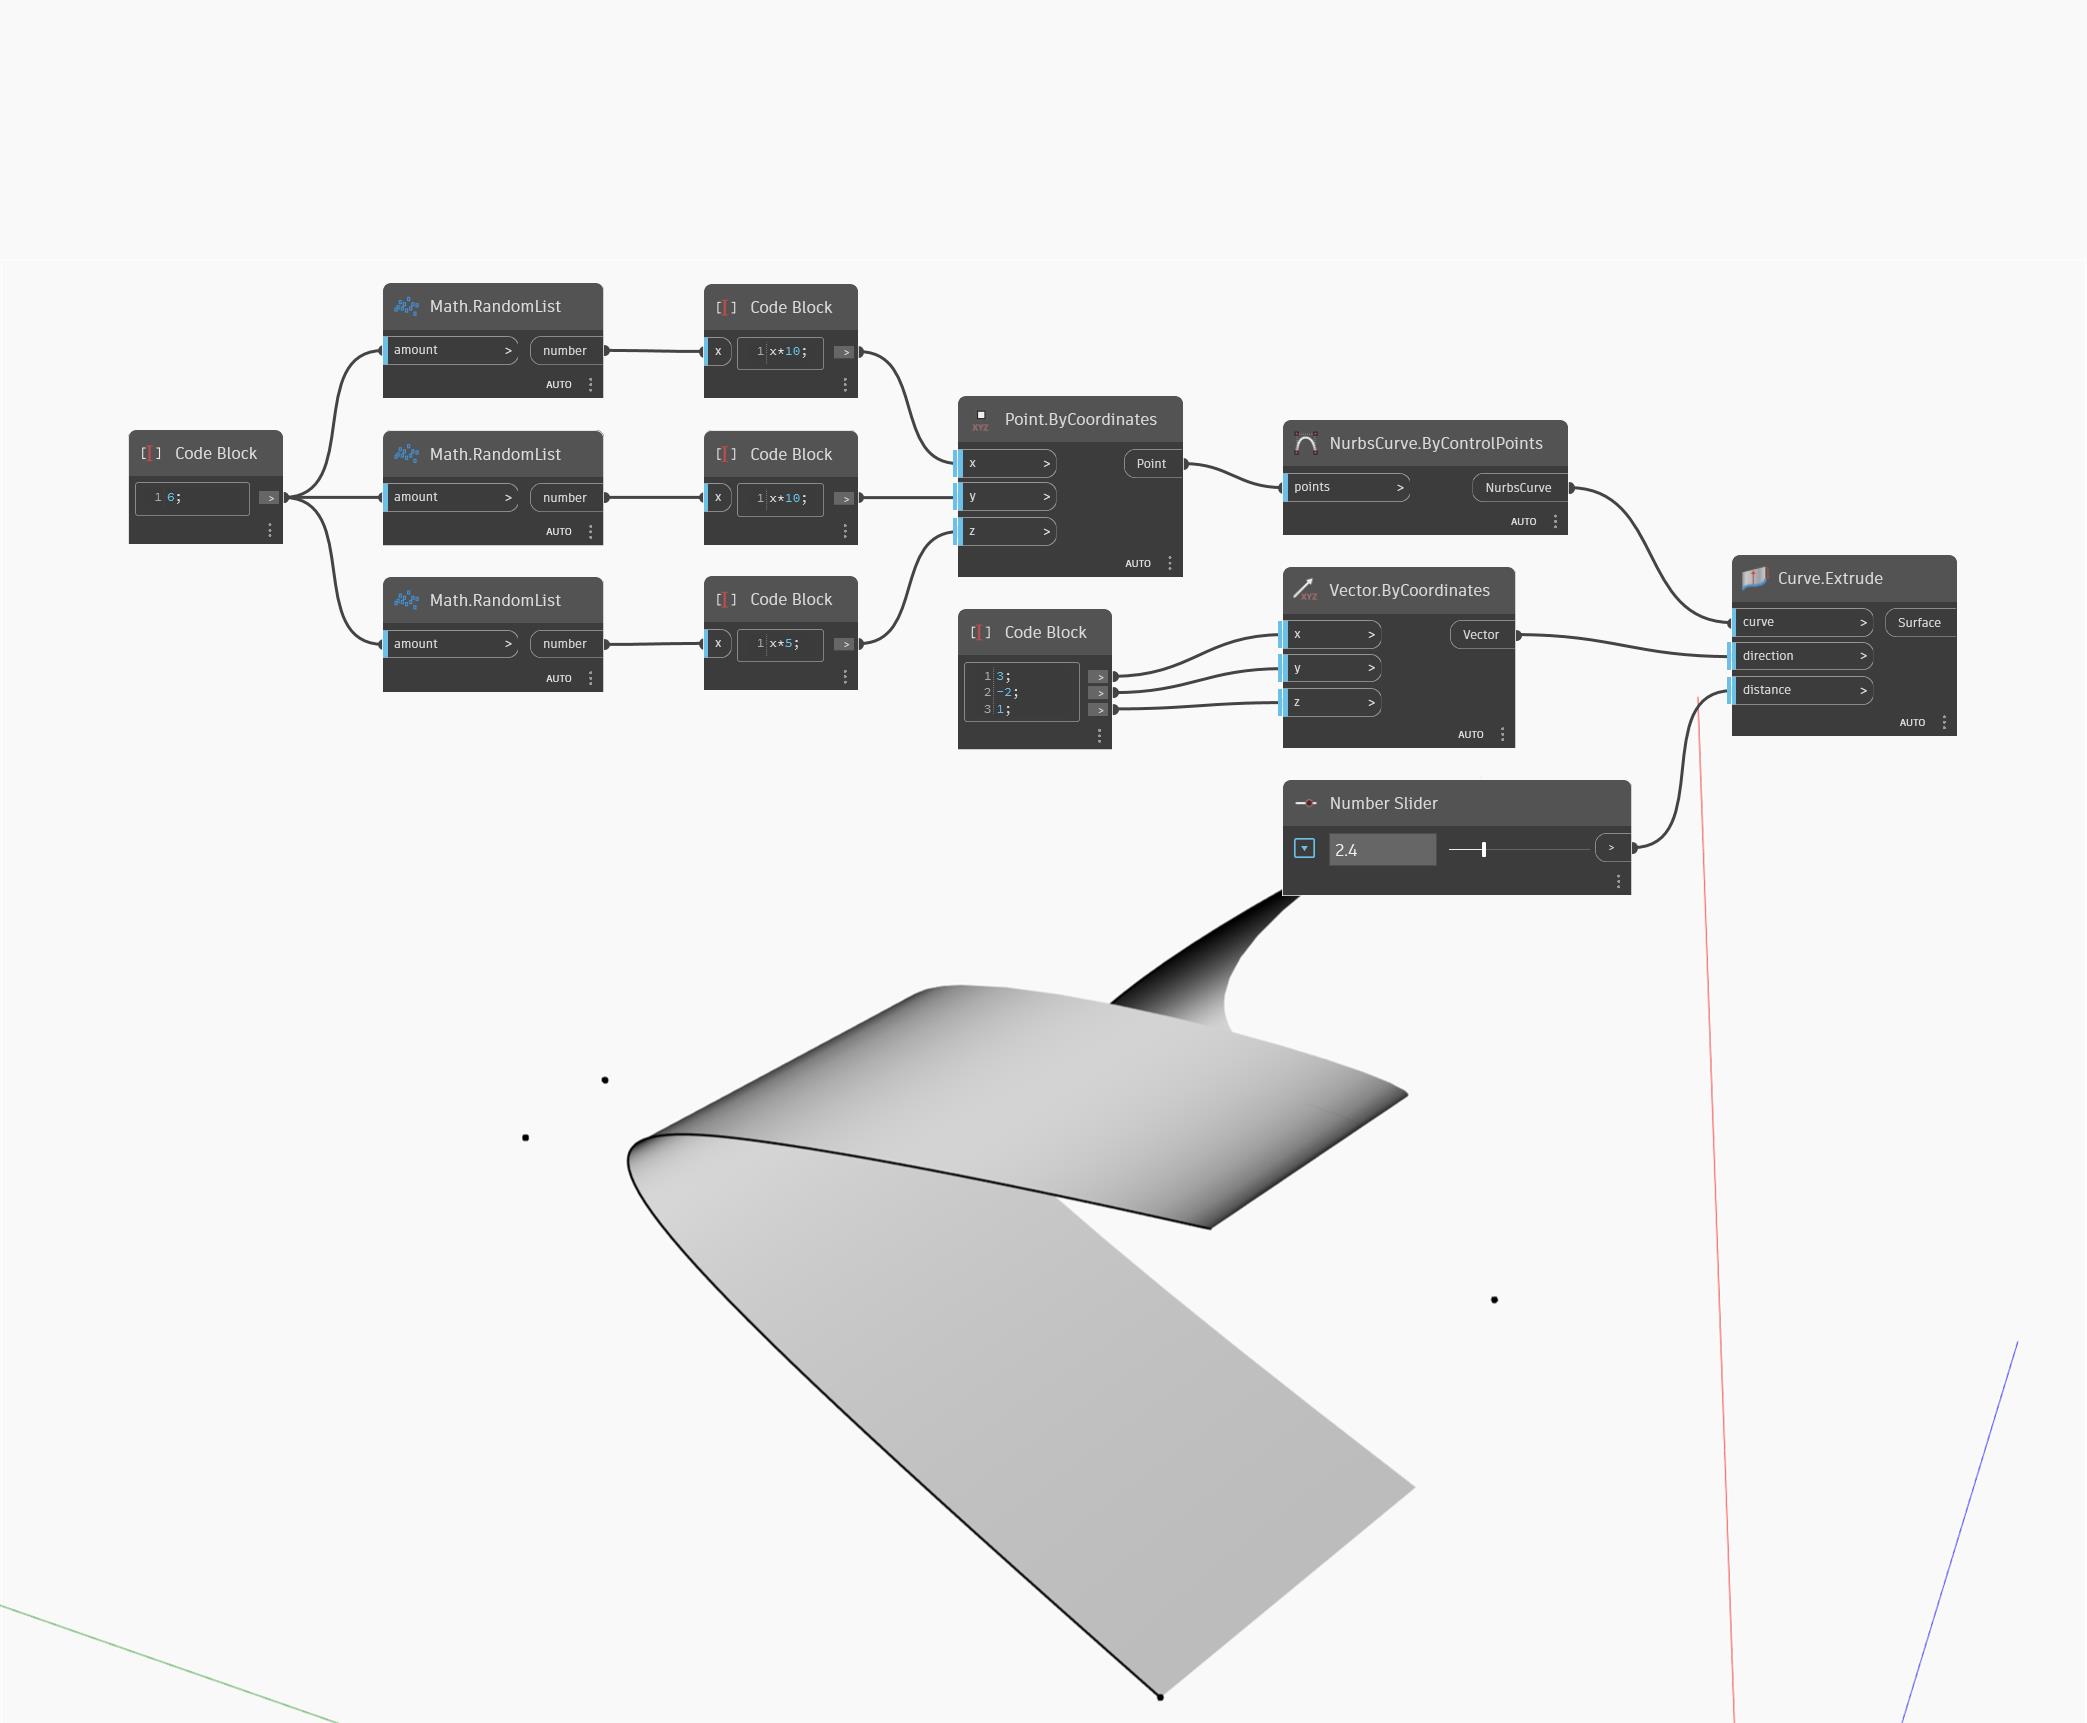 Code Block
1 6;
>
Math.RandomList
amount > number
AUTO
Math.RandomList
amount > number
AUTO
Math.RandomList
amount > number
AUTO
Code Block
x 1 x*10; >
Code Block
x 1 x*10; >
Code Block
x 1 x*5; >
XYZ Point.ByCoordinates
x > Point
y >
z >
AUTO
Code Block
1 3; >
2 -2; >
3 1; >
NurbsCurve.ByControlPoints
points > NurbsCurve
AUTO
XYZ Vector.ByCoordinates
x > Vector
y >
z >
AUTO
Number Slider
2.4 >
Curve.Extrude
curve > Surface
direction >
distance >
AUTO